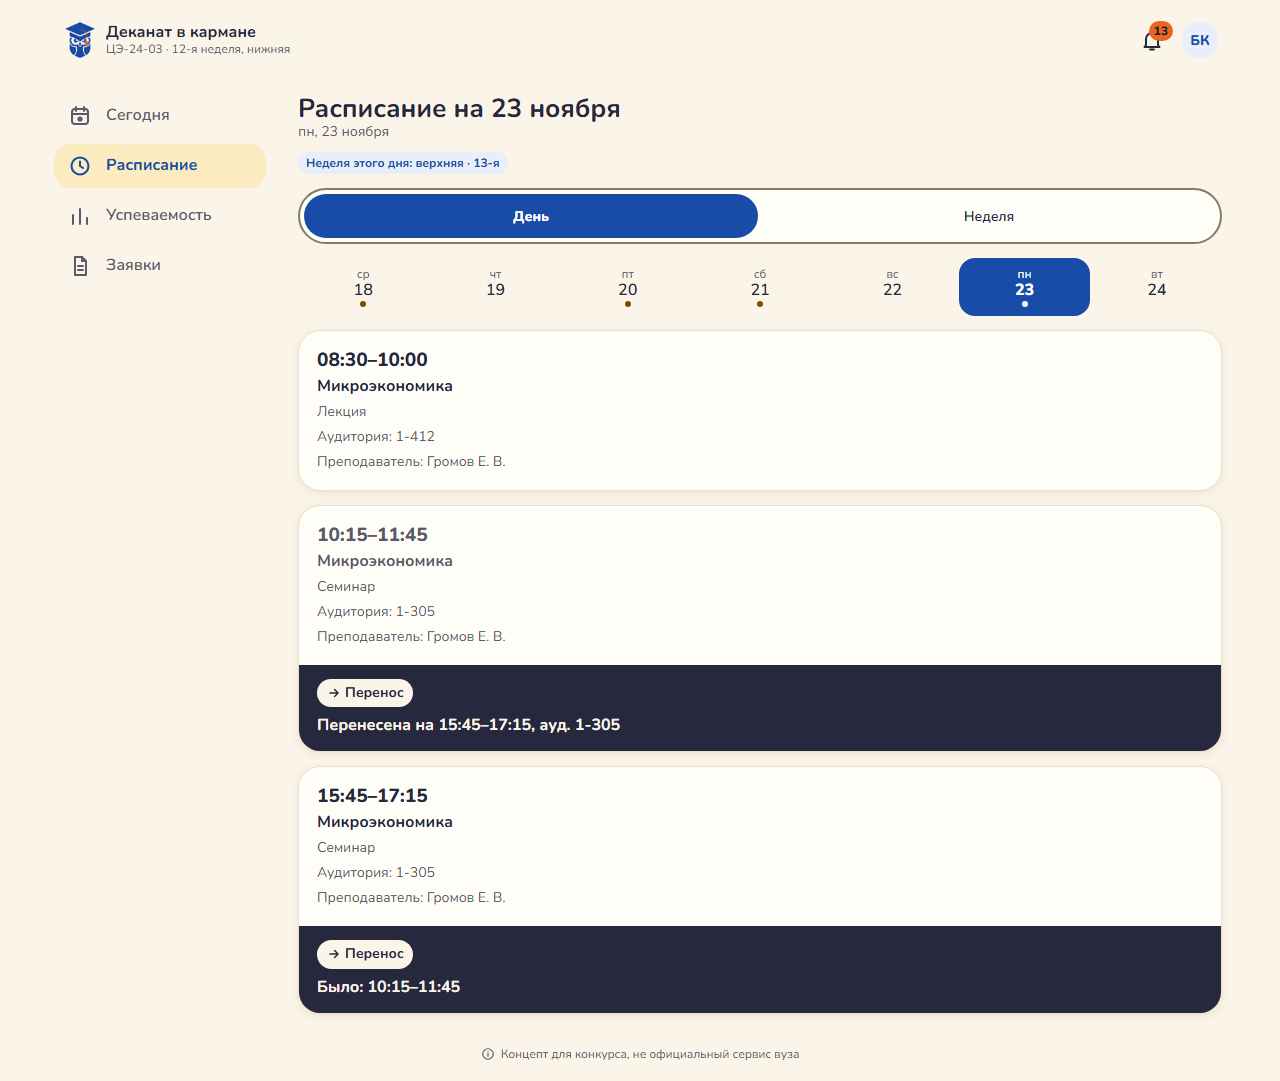 Деканат в кармане
ЦЭ-24-03 · 12-я неделя, нижняя
13
БК
Сегодня
Расписание
Успеваемость
Заявки
Расписание на 23 ноября
пн, 23 ноября
Неделя этого дня: верхняя · 13-я
День
Неделя
ср
18
чт
19
пт
20
сб
21
вс
22
пн
23
вт
24
08:30–10:00
Микроэкономика
Лекция
Аудитория: 1-412
Преподаватель: Громов Е. В.
10:15–11:45
Микроэкономика
Семинар
Аудитория: 1-305
Преподаватель: Громов Е. В.
→ Перенос
Перенесена на 15:45–17:15, ауд. 1-305
15:45–17:15
Микроэкономика
Семинар
Аудитория: 1-305
Преподаватель: Громов Е. В.
→ Перенос
Было: 10:15–11:45
Концепт для конкурса, не официальный сервис вуза